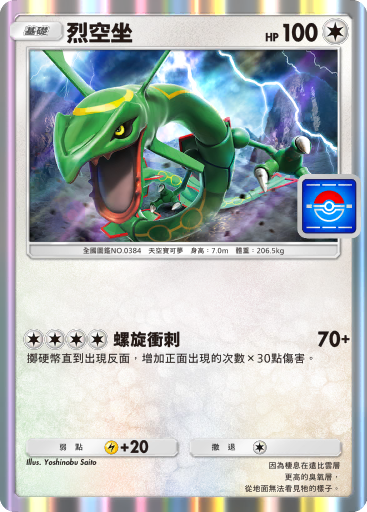 基礎 烈空坐 HP 100
全國圖鑑NO.0384 天空寶可夢 身高：7.0m 體重：206.5kg
螺旋衝刺 70+
擲硬幣直到出現反面，增加正面出現的次數×30點傷害。
弱點 +20 撤退
Illus. Yoshinobu Saito
因為棲息在遠比雲層
更高的臭氧層，
從地面無法看見牠的樣子。